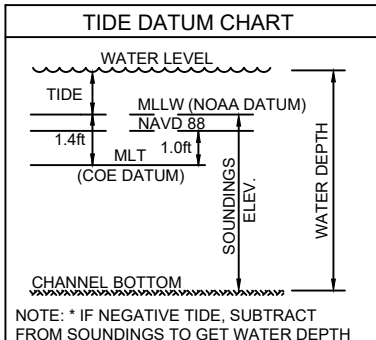 TIDE DATUM CHART
WATER LEVEL
TIDE
MLLW (NOAA DATUM)
NAVD 88
1.4ft
1.0ft
MLT
(COE DATUM)
SOUNDINGS
ELEV.
WATER DEPTH
CHANNEL BOTTOM
NOTE: * IF NEGATIVE TIDE, SUBTRACT
FROM SOUNDINGS TO GET WATER DEPTH